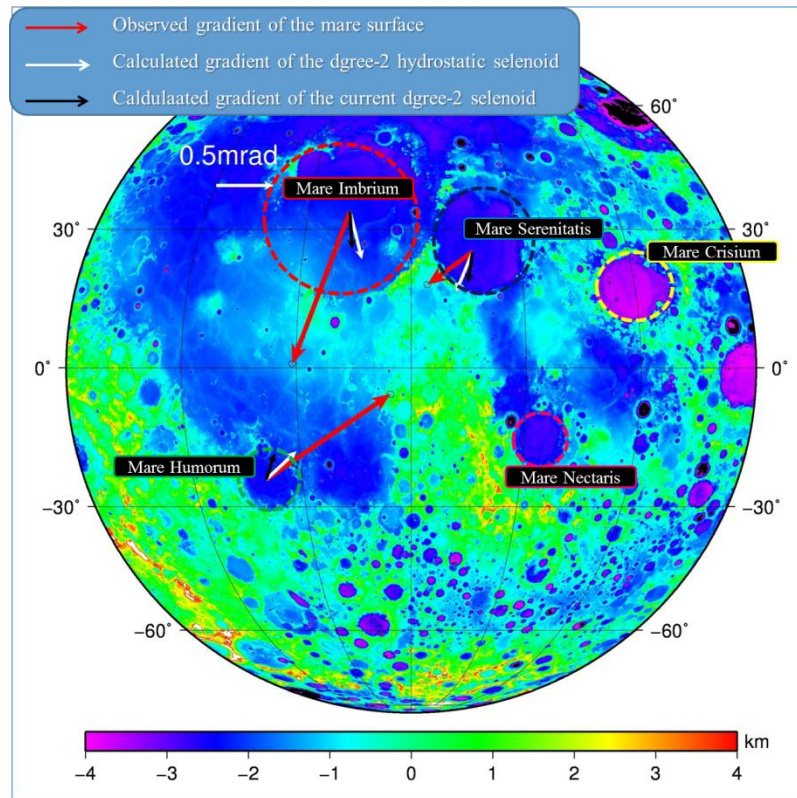 Observed gradient of the mare surface
Calculated gradient of the dgree-2 hydrostatic selenoid
Caldulaated gradient of the current dgree-2 selenoid
60˚
0.5mrad
Mare Imbrium
30˚
Mare Serenitatis
30˚
Mare Crisium
0˚
0˚
Mare Humorum
Mare Nectaris
−30˚
−30˚
−60˚
−60˚
km
−4 −3 −2 −1 0 1 2 3 4